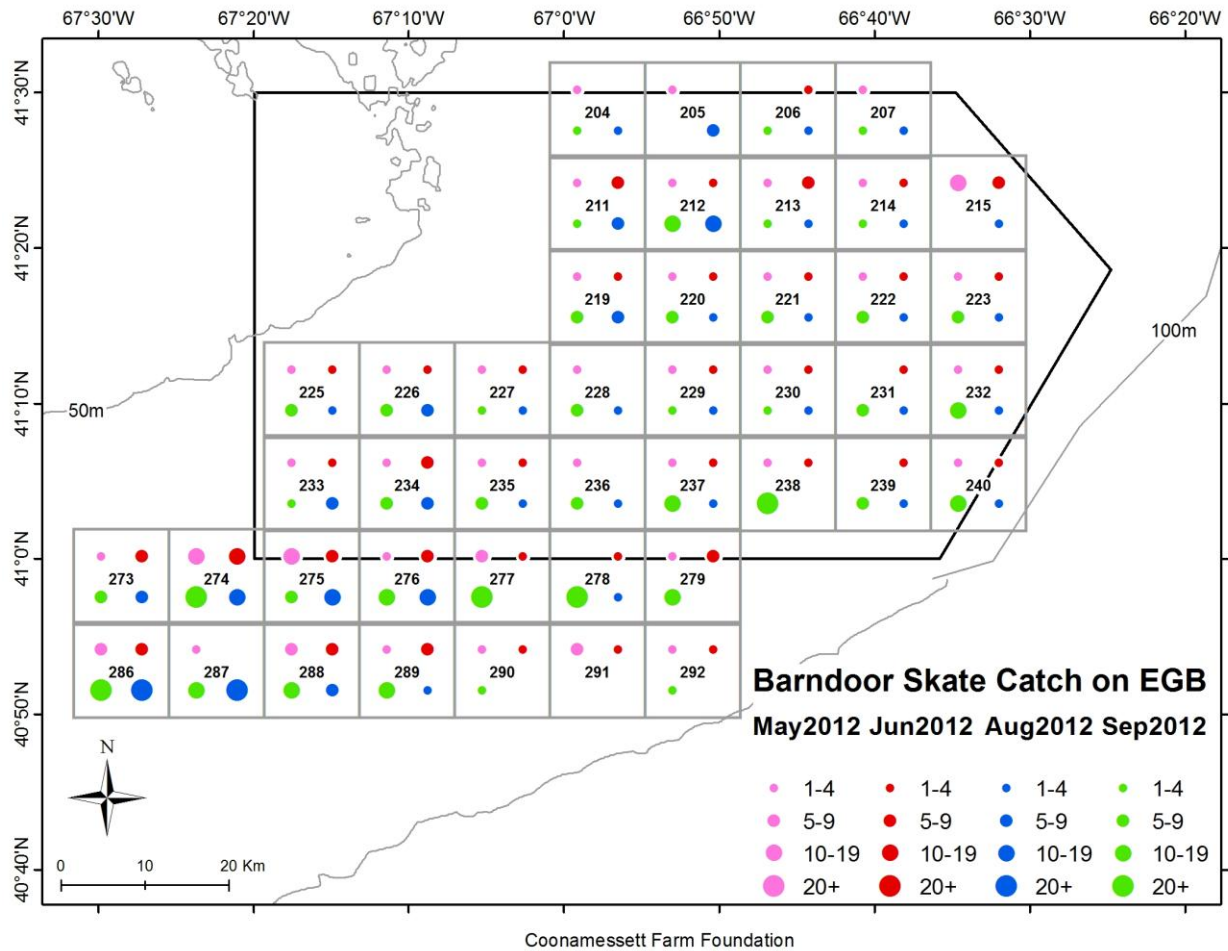 67°30'W 67°20'W 67°10'W 67°0'W 66°50'W 66°40'W 66°30'W 66°20'W
41°30'N
41°20'N
41°10'N
41°0'N
40°50'N
40°40'N
204 205 206 207
211 212 213 214 215
219 220 221 222 223
100m
225 226 227 228 229 230 231 232
50m
233 234 235 236 237 238 239 240
273 274 275 276 277 278 279
286 287 288 289 290 291 292
Barndoor Skate Catch on EGB
May2012 Jun2012 Aug2012 Sep2012
1-4 1-4 1-4 1-4
5-9 5-9 5-9 5-9
10-19 10-19 10-19 10-19
20+ 20+ 20+ 20+
N
0 10 20 Km
Coonamessett Farm Foundation